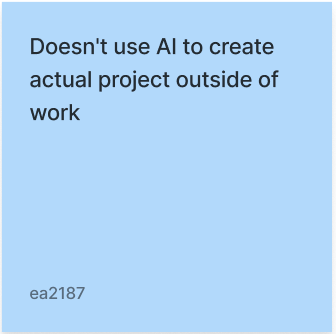 Doesn't use AI to create
actual project outside of
work
ea2187